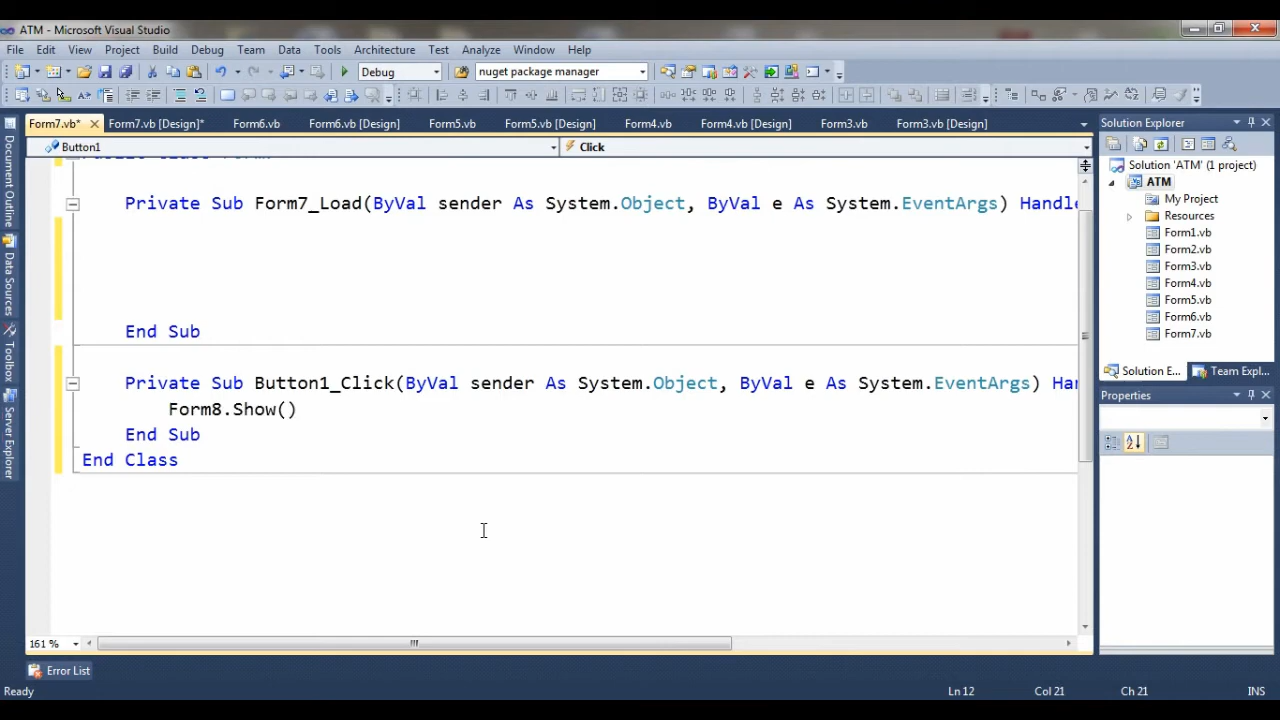 ATM - Microsoft Visual Studio
File Edit View Project Build Debug Team Data Tools Architecture Test Analyze Window Help
Debug nuget package manager
Form7.vb* Form7.vb [Design]* Form6.vb Form6.vb [Design] Form5.vb Form5.vb [Design] Form4.vb Form4.vb [Design] Form3.vb Form3.vb [Design]
Button1 Click
Private Sub Form7_Load(ByVal sender As System.Object, ByVal e As System.EventArgs) Handle
End Sub
Private Sub Button1_Click(ByVal sender As System.Object, ByVal e As System.EventArgs) Han
Form8.Show()
End Sub
End Class
161 %
Error List
Ready Ln 12 Col 21 Ch 21 INS
Document Outline
Data Sources
Toolbox
Server Explorer
Solution Explorer
Solution 'ATM' (1 project)
ATM
My Project
Resources
Form1.vb
Form2.vb
Form3.vb
Form4.vb
Form5.vb
Form6.vb
Form7.vb
Solution E... Team Expl...
Properties